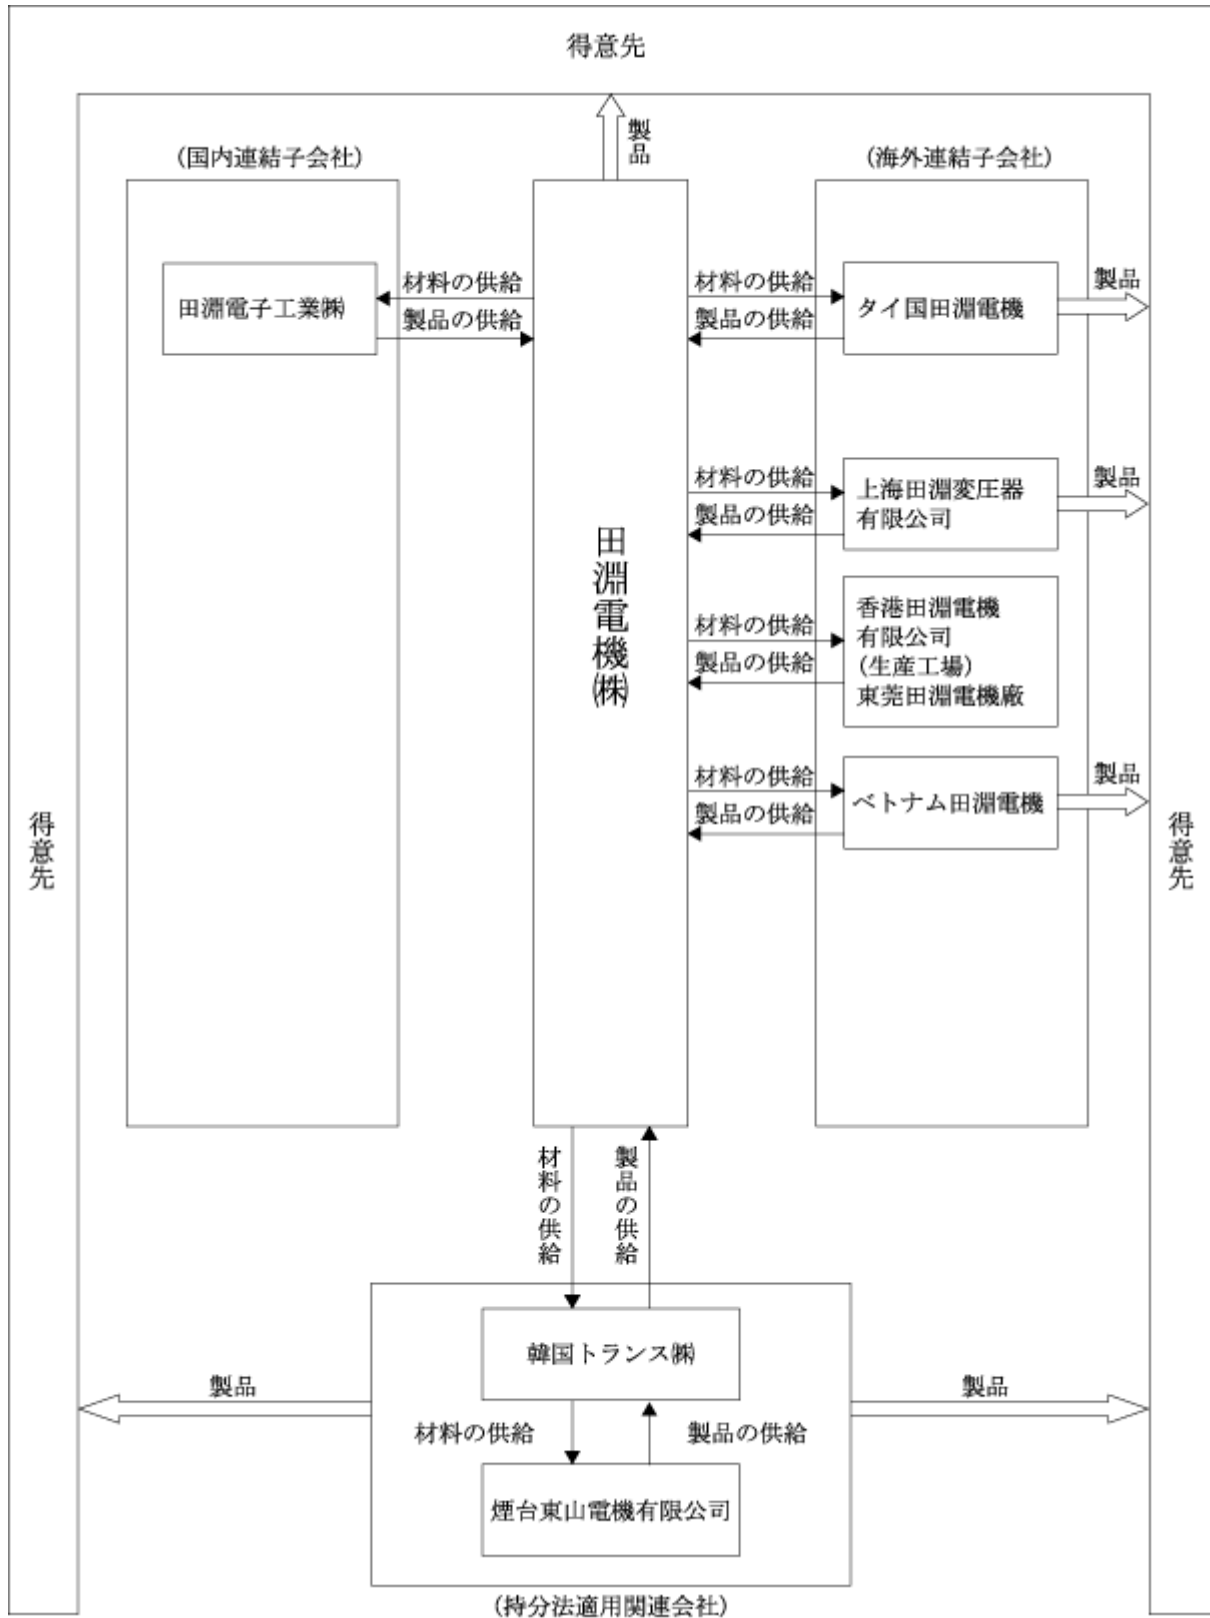 得意先
製品
(国内連結子会社)
(海外連結子会社)
田淵電子工業㈱
材料の供給
製品の供給
田淵電機㈱
材料の供給
製品の供給
タイ国田淵電機
製品
材料の供給
製品の供給
上海田淵変圧器
有限公司
製品
材料の供給
製品の供給
香港田淵電機
有限公司
(生産工場)
東莞田淵電機廠
材料の供給
製品の供給
ベトナム田淵電機
製品
得意先
得意先
材料の供給
製品の供給
韓国トランス㈱
製品
製品
材料の供給
製品の供給
煙台東山電機有限公司
(持分法適用関連会社)